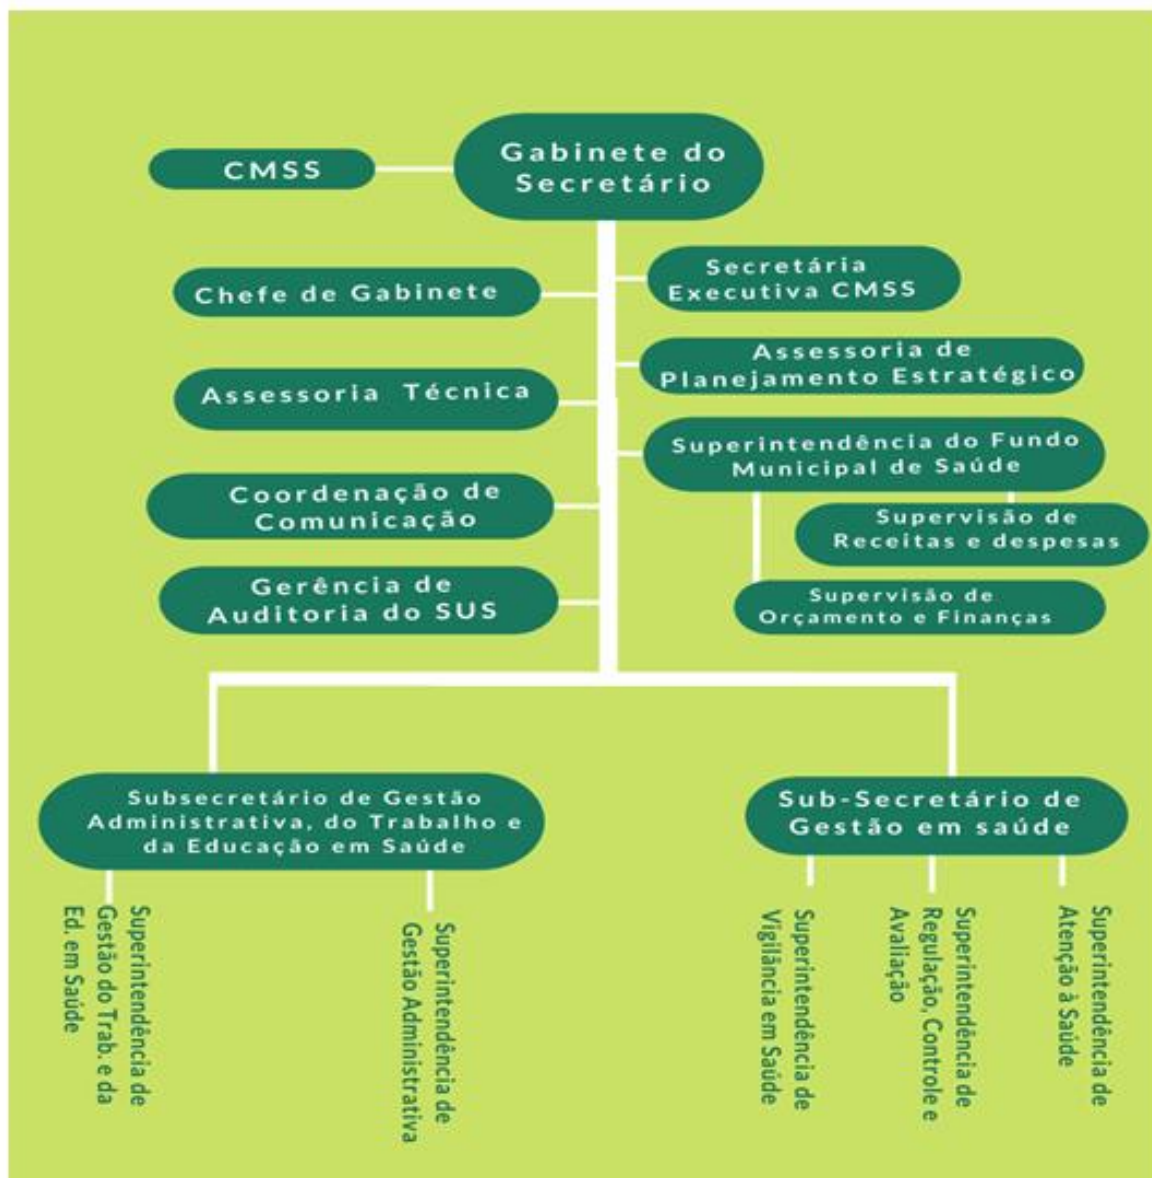 CMSS
Gabinete do
Secretário
Chefe de Gabinete
Secretária
Executiva CMSS
Assessoria Técnica
Assessoria de
Planejamento Estratégico
Coordenação de
Comunicação
Superintendência do Fundo
Municipal de Saúde
Supervisão de
Receitas e despesas
Gerência de
Auditoria do SUS
Supervisão de
Orçamento e Finanças
Subsecretário de Gestão
Administrativa, do Trabalho e
da Educação em Saúde
Sub-Secretário de
Gestão em saúde
Superintendência de
Gestão do Trab. e da
Ed. em Saúde
Superintendência de
Gestão Administrativa
Superintendência de
Vigilância em Saúde
Superintendência de
Regulação, Controle e
Avaliação
Superintendência de
Atenção à Saúde